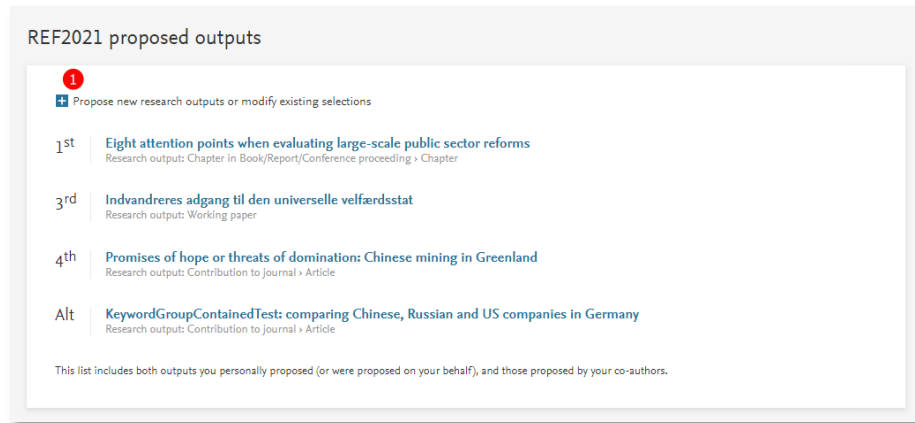 REF2021 proposed outputs
1
Propose new research outputs or modify existing selections
1st Eight attention points when evaluating large-scale public sector reforms
Research output: Chapter in Book/Report/Conference proceeding › Chapter
3rd Indvandreres adgang til den universelle velfærdsstat
Research output: Working paper
4th Promises of hope or threats of domination: Chinese mining in Greenland
Research output: Contribution to journal › Article
Alt KeywordGroupContainedTest: comparing Chinese, Russian and US companies in Germany
Research output: Contribution to journal › Article
This list includes both outputs you personally proposed (or were proposed on your behalf), and those proposed by your co-authors.